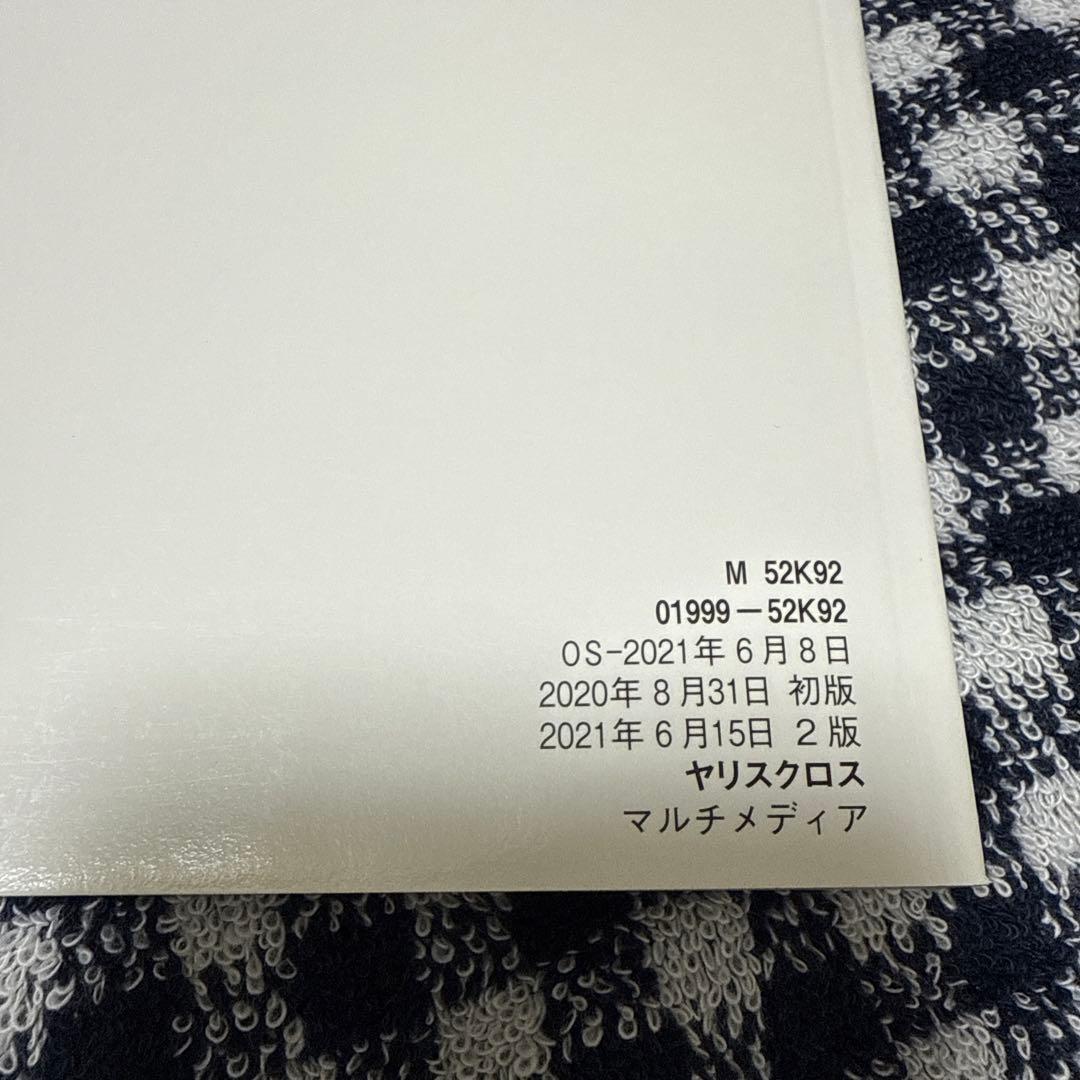 M 52K92
01999－52K92
OS-2021年6月8日
2020年8月31日 初版
2021年6月15日 2版
ヤリスクロス
マルチメディア